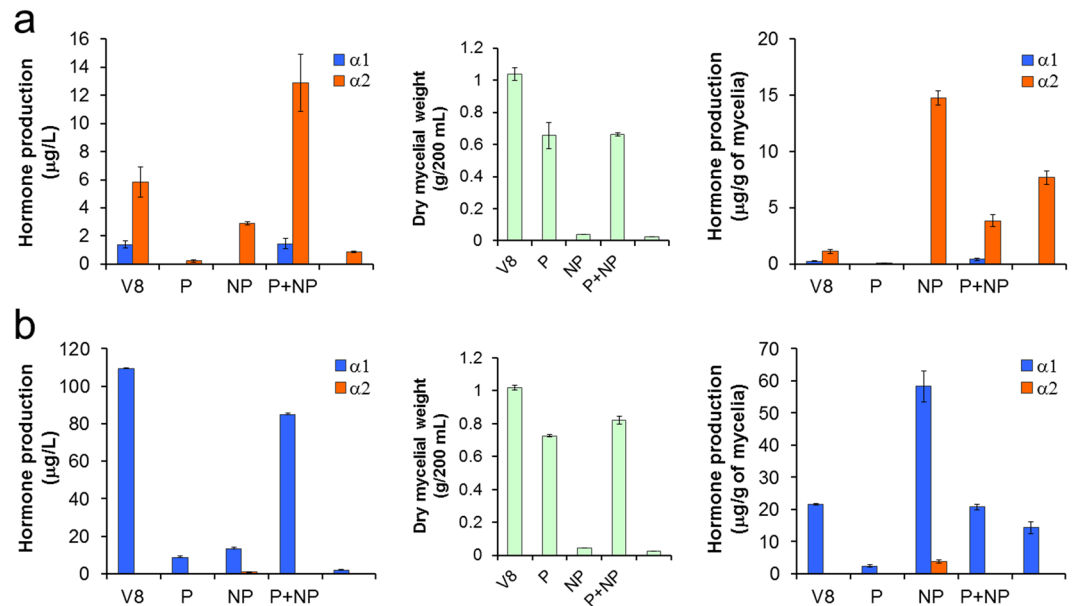 a
Hormone production
(μg/L)
16
14
12
10
8
6
4
2
0
α1
α2
V8 P NP P+NP
Dry mycelial weight
(g/200 mL)
1.2
1
0.8
0.6
0.4
0.2
0
V8 P NP P+NP
Hormone production
(μg/g of mycelia)
20
15
10
5
0
α1
α2
V8 P NP P+NP
b
Hormone production
(μg/L)
120
100
80
60
40
20
0
α1
α2
V8 P NP P+NP
Dry mycelial weight
(g/200 mL)
1.2
1
0.8
0.6
0.4
0.2
0
V8 P NP P+NP
Hormone production
(μg/g of mycelia)
70
60
50
40
30
20
10
0
α1
α2
V8 P NP P+NP